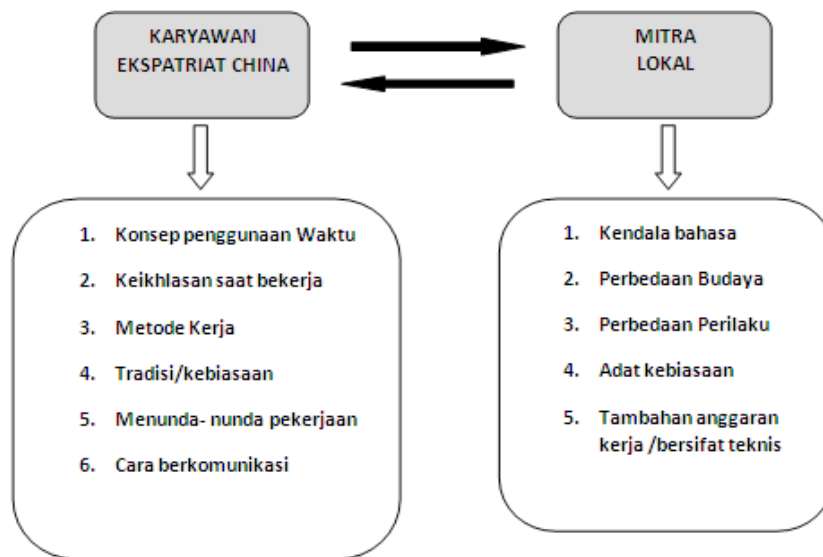 KARYAWAN
EKSPATRIAT CHINA
MITRA
LOKAL
1. Konsep penggunaan Waktu
2. Keikhlasan saat bekerja
3. Metode Kerja
4. Tradisi/kebiasaan
5. Menunda- nunda pekerjaan
6. Cara berkomunikasi
1. Kendala bahasa
2. Perbedaan Budaya
3. Perbedaan Perilaku
4. Adat kebiasaan
5. Tambahan anggaran
kerja /bersifat teknis